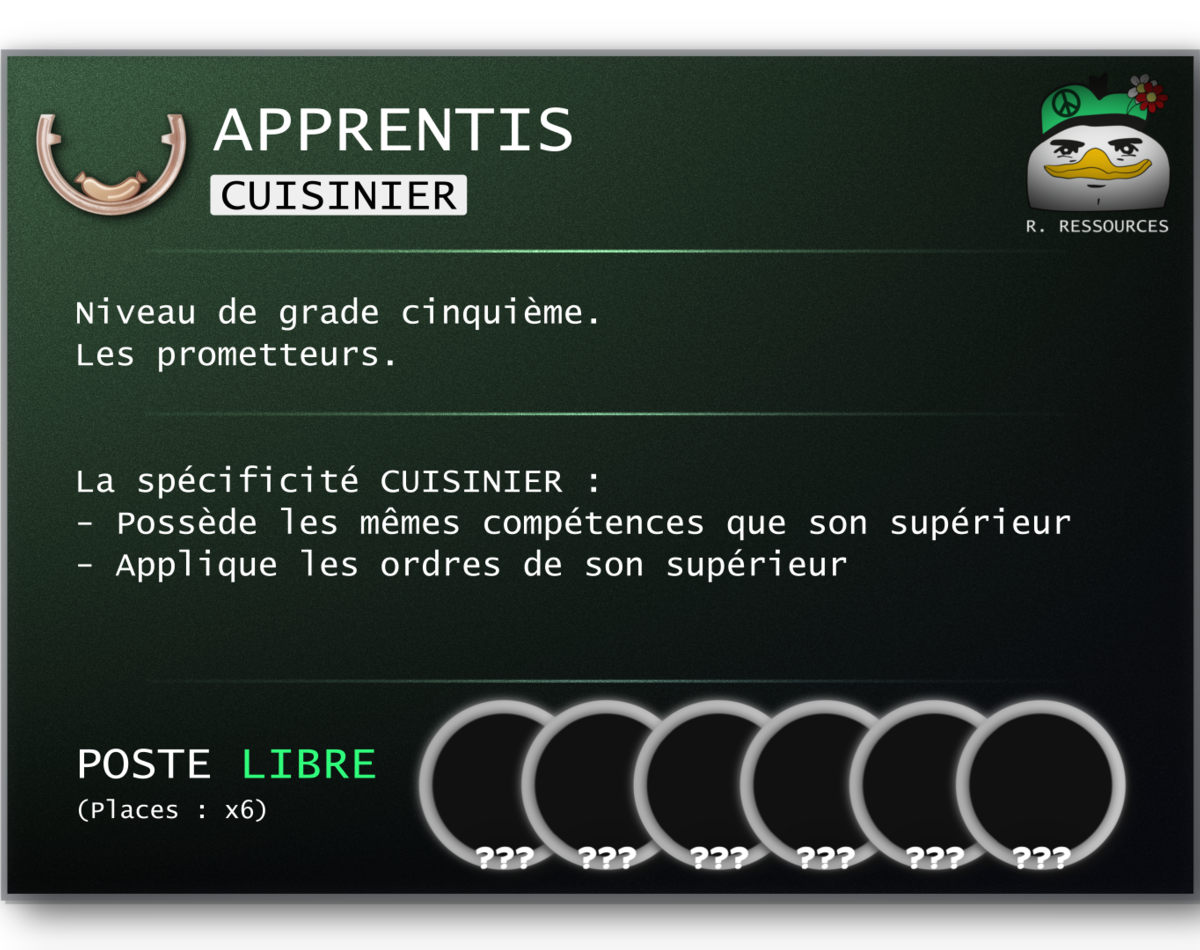 APPRENTIS
CUISINIER
R. RESSOURCES
Niveau de grade cinquième.
Les prometteurs.
La spécificité CUISINIER :
- Possède les mêmes compétences que son supérieur
- Applique les ordres de son supérieur
POSTE LIBRE
(Places : x6)
??? ??? ??? ??? ??? ???